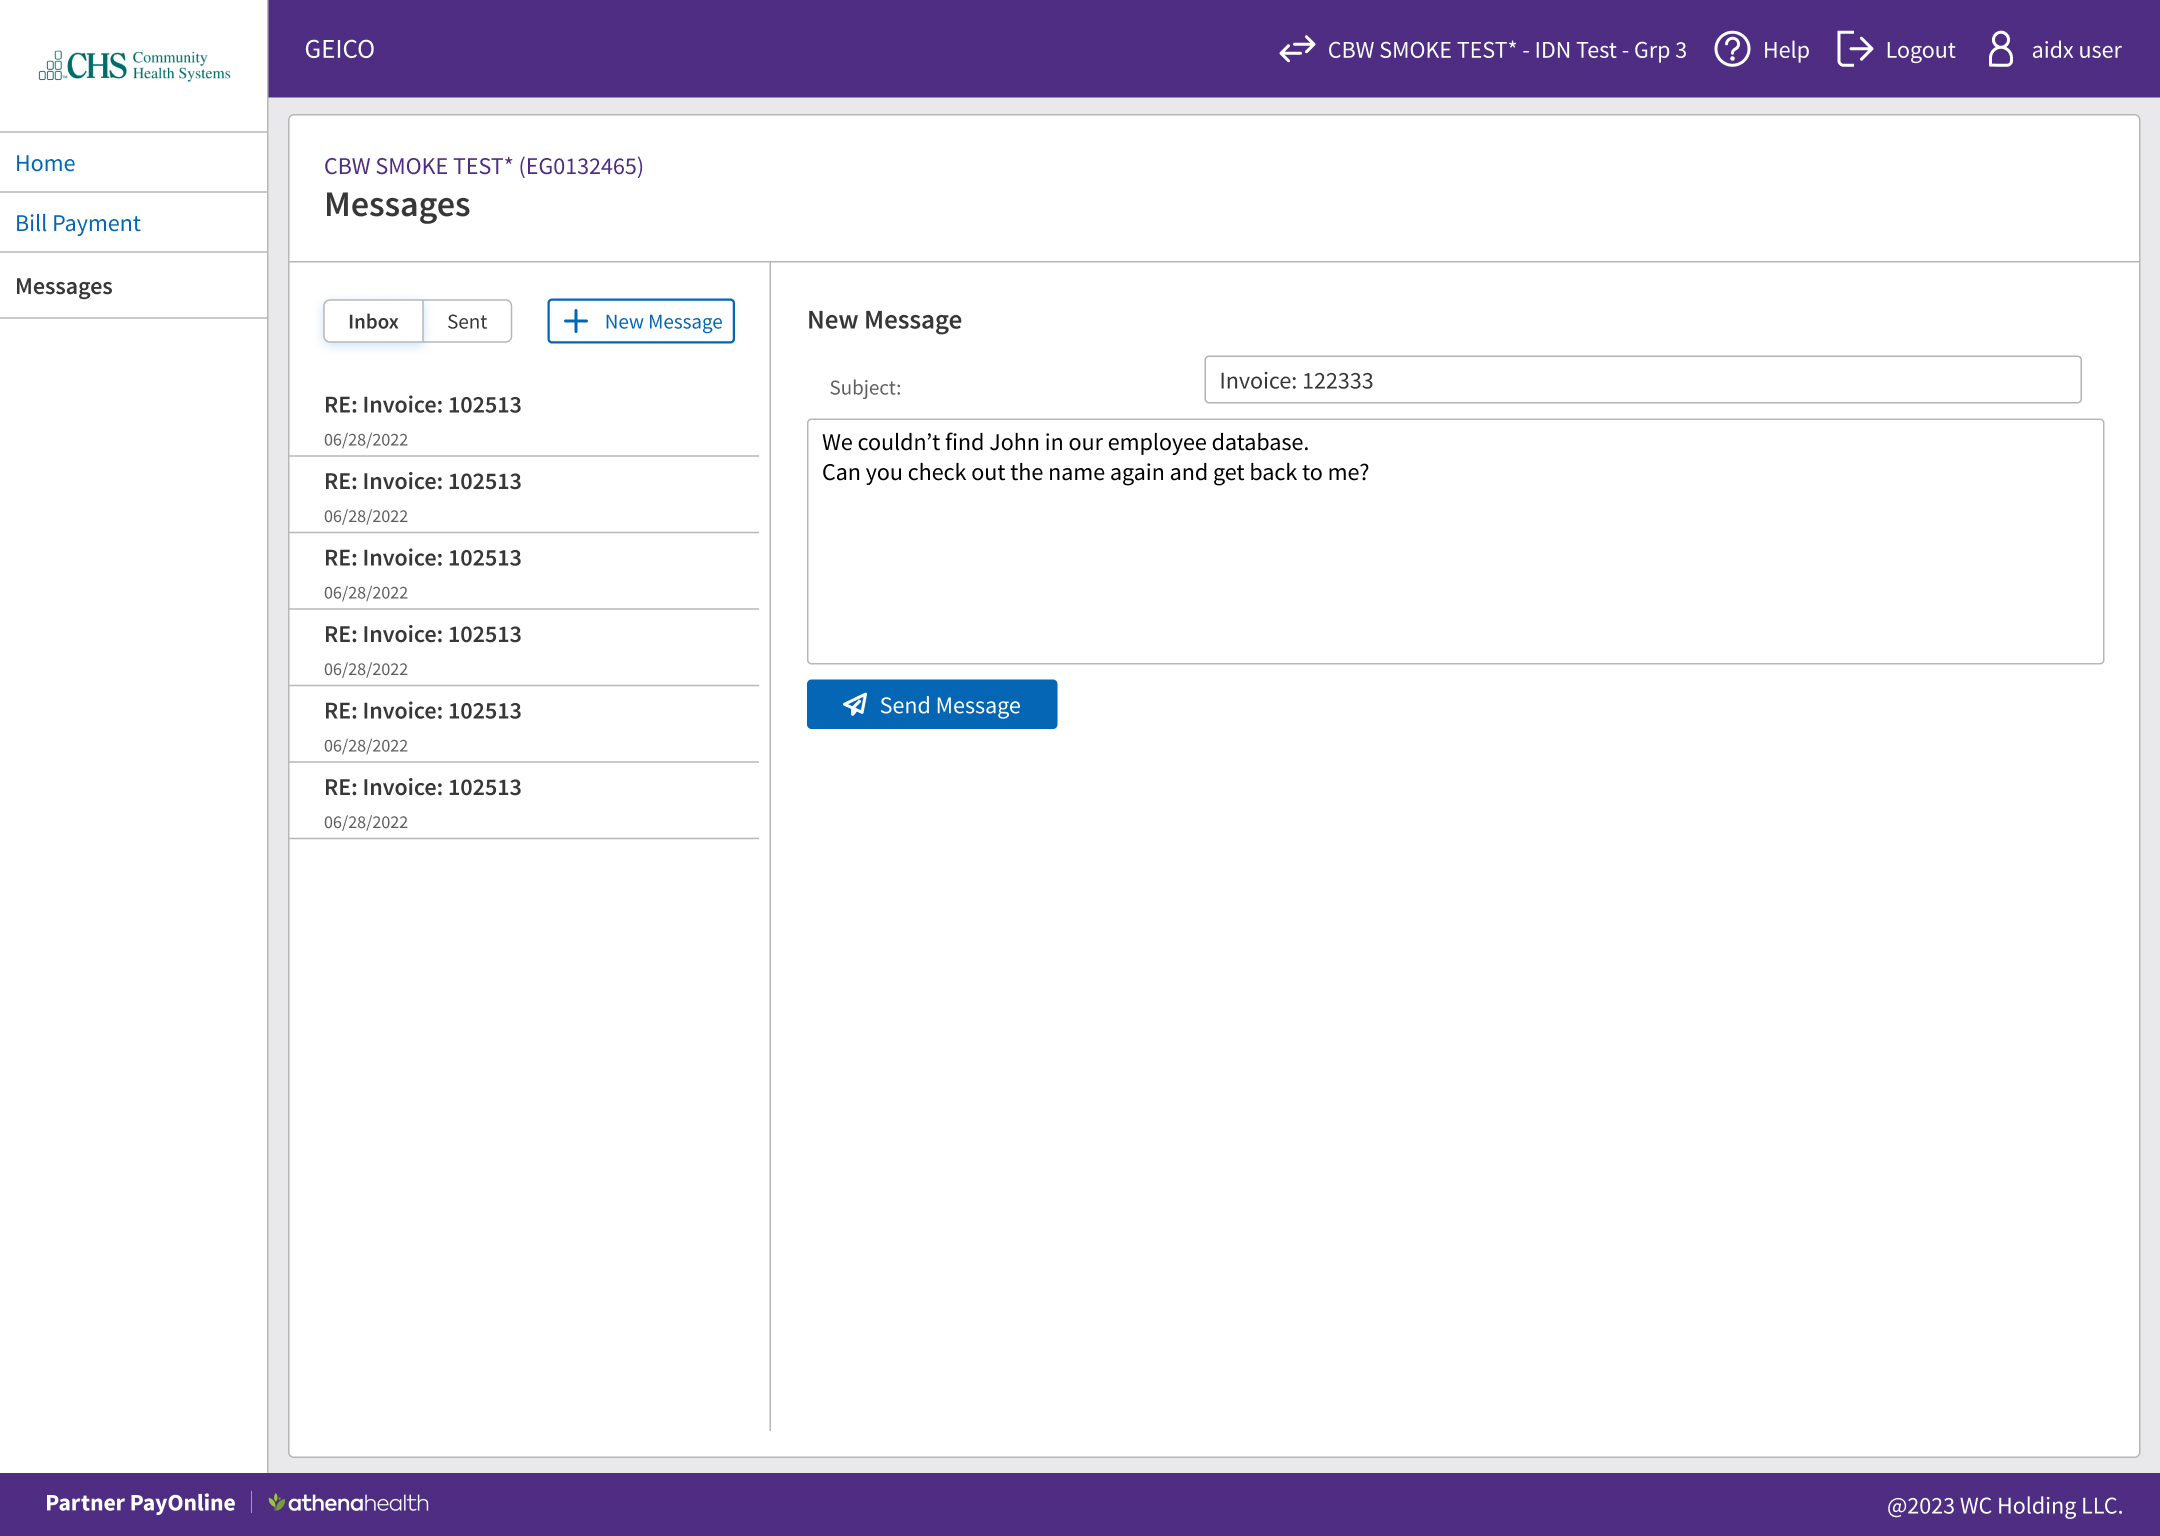 CHS Community
Health Systems
GEICO
CBW SMOKE TEST* - IDN Test - Grp 3
Help
Logout
aidx user
Home
Bill Payment
Messages
CBW SMOKE TEST* (EG0132465)
Messages
Inbox
Sent
New Message
RE: Invoice: 102513
06/28/2022
RE: Invoice: 102513
06/28/2022
RE: Invoice: 102513
06/28/2022
RE: Invoice: 102513
06/28/2022
RE: Invoice: 102513
06/28/2022
RE: Invoice: 102513
06/28/2022
New Message
Subject:
Invoice: 122333
We couldn’t find John in our employee database.
Can you check out the name again and get back to me?
Send Message
Partner PayOnline
athenahealth
@2023 WC Holding LLC.